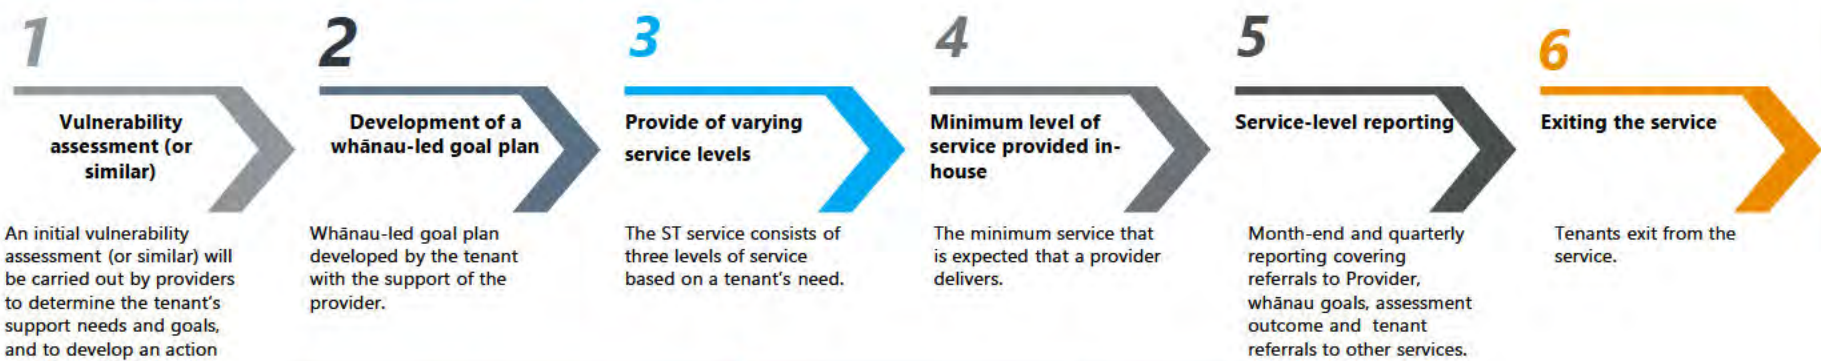 1
Vulnerability
assessment (or
similar)
An initial vulnerability
assessment (or similar) will
be carried out by providers
to determine the tenant's
support needs and goals,
and to develop an action
2
Development of a
whānau-led goal plan
Whānau-led goal plan
developed by the tenant
with the support of the
provider.
3
Provide of varying
service levels
The ST service consists of
three levels of service
based on a tenant's need.
4
Minimum level of
service provided in-
house
The minimum service that
is expected that a provider
delivers.
5
Service-level reporting
Month-end and quarterly
reporting covering
referrals to Provider,
whānau goals, assessment
outcome and tenant
referrals to other services.
6
Exiting the service
Tenants exit from the
service.